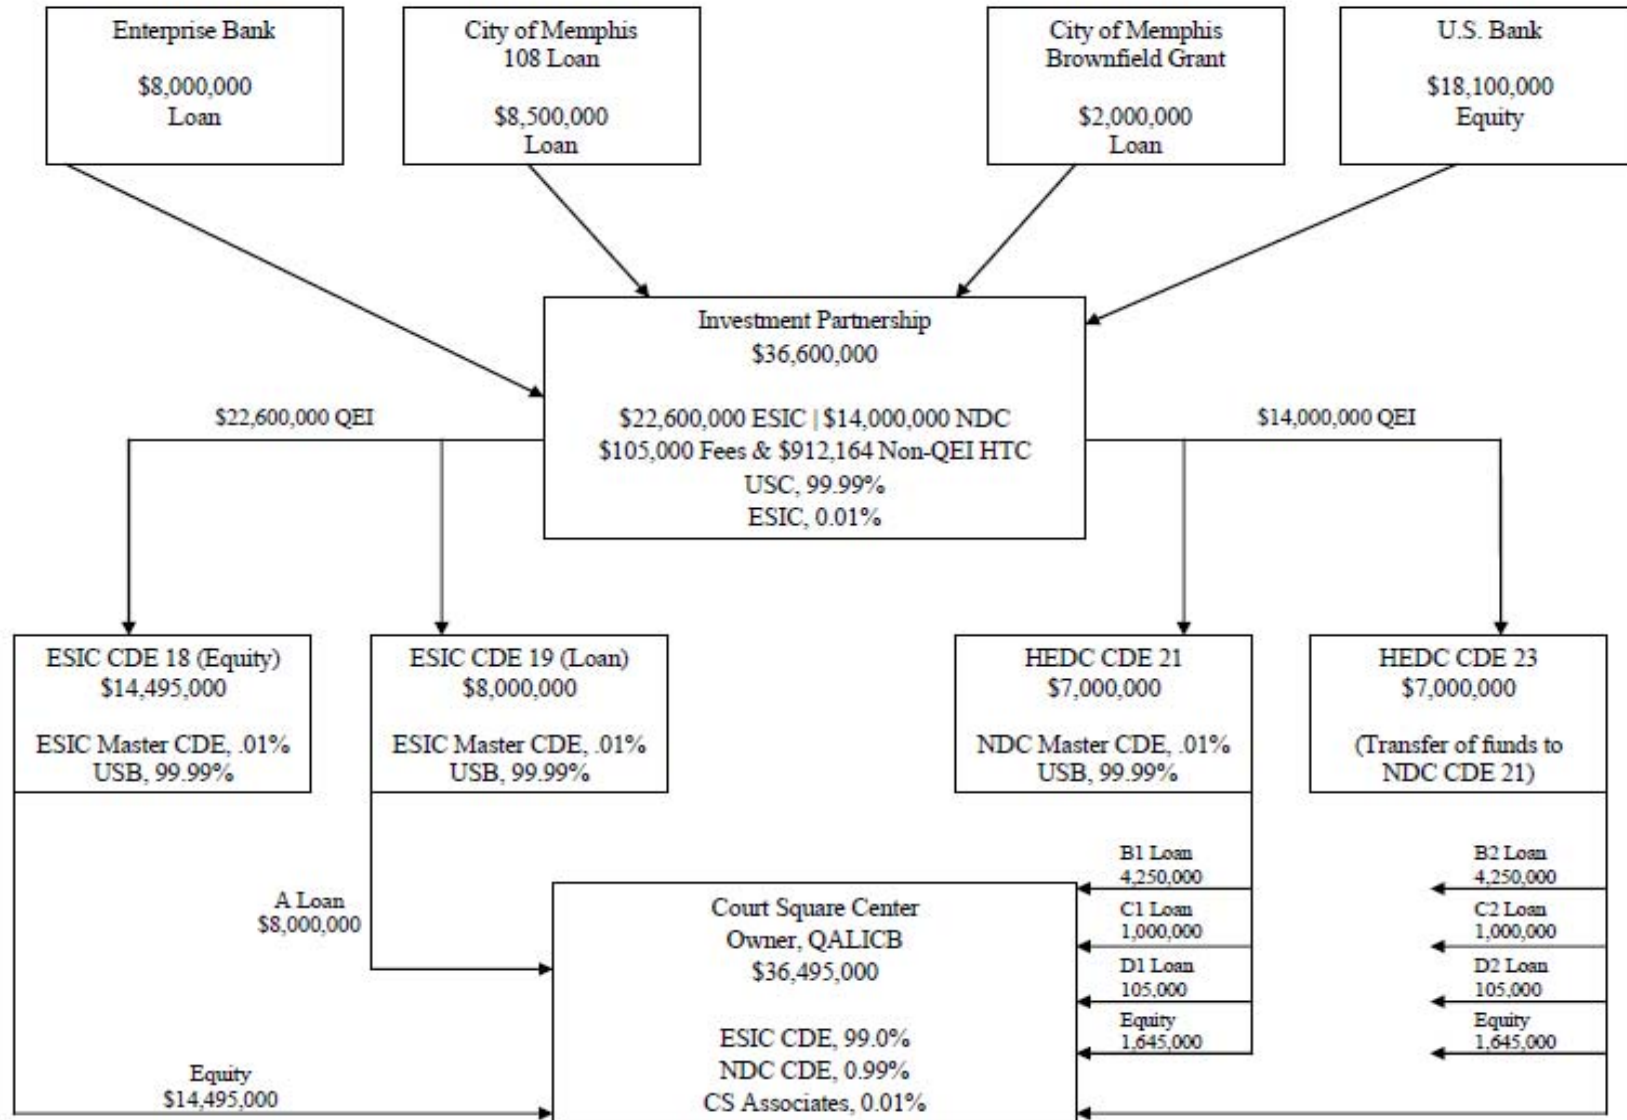 Enterprise Bank
$8,000,000
Loan
City of Memphis
108 Loan
$8,500,000
Loan
City of Memphis
Brownfield Grant
$2,000,000
Loan
U.S. Bank
$18,100,000
Equity
Investment Partnership
$36,600,000
$22,600,000 ESIC | $14,000,000 NDC
$105,000 Fees & $912,164 Non-QEI HTC
USC, 99.99%
ESIC, 0.01%
$22,600,000 QEI
$14,000,000 QEI
ESIC CDE 18 (Equity)
$14,495,000
ESIC Master CDE, .01%
USB, 99.99%
ESIC CDE 19 (Loan)
$8,000,000
ESIC Master CDE, .01%
USB, 99.99%
HEDC CDE 21
$7,000,000
NDC Master CDE, .01%
USB, 99.99%
HEDC CDE 23
$7,000,000
(Transfer of funds to
NDC CDE 21)
A Loan
$8,000,000
Equity
$14,495,000
Court Square Center
Owner, QALICB
$36,495,000
ESIC CDE, 99.0%
NDC CDE, 0.99%
CS Associates, 0.01%
B1 Loan
4,250,000
C1 Loan
1,000,000
D1 Loan
105,000
Equity
1,645,000
B2 Loan
4,250,000
C2 Loan
1,000,000
D2 Loan
105,000
Equity
1,645,000